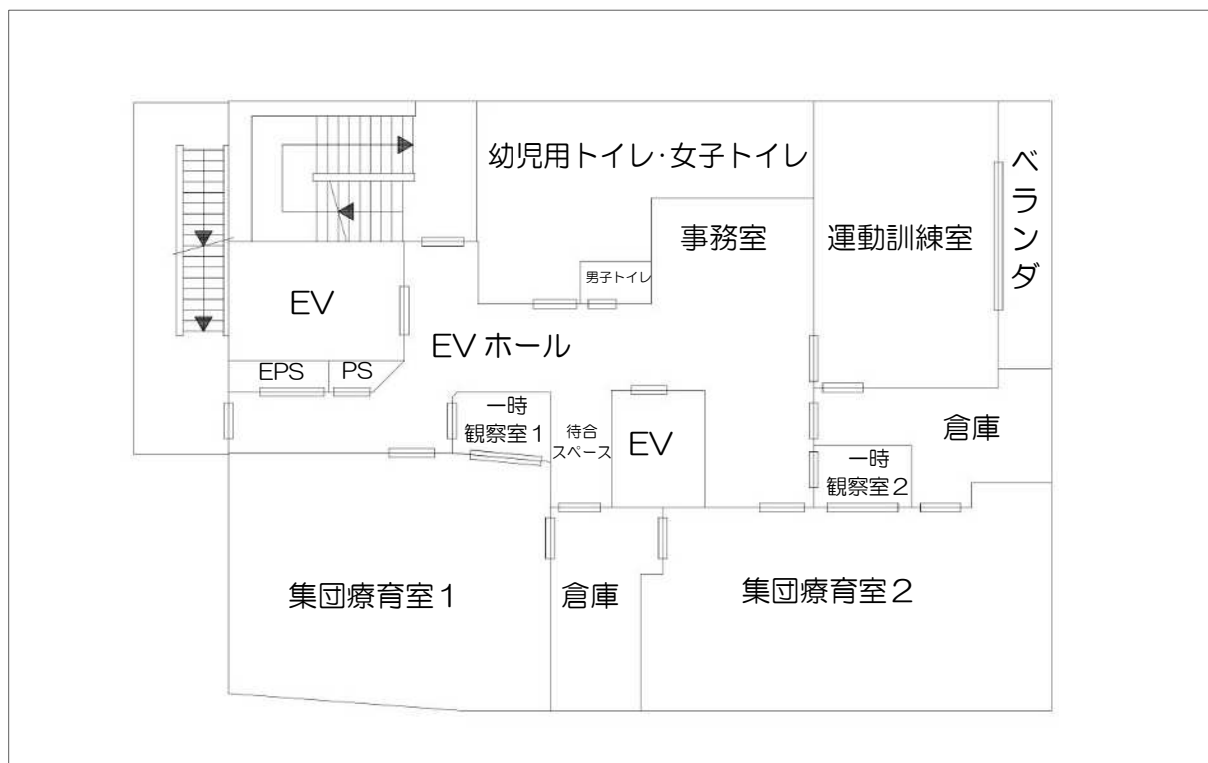 幼児用トイレ･女子トイレ
ベランダ
事務室
運動訓練室
男子トイレ
EV
EV ホール
EPS
PS
一時
観察室１
待合
スペース
EV
倉庫
一時
観察室２
集団療育室１
倉庫
集団療育室２